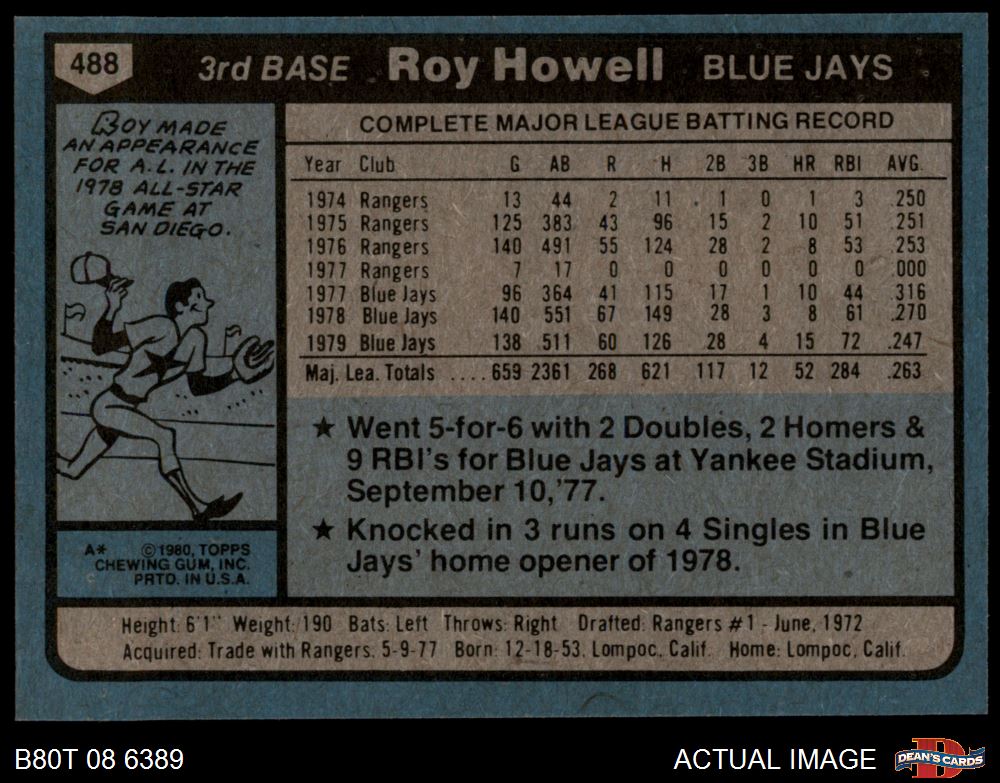 488 3rd BASE Roy Howell BLUE JAYS
ROY MADE
AN APPEARANCE
FOR A.L. IN THE
1978 ALL-STAR
GAME AT
SAN DIEGO.
A* ©1980, TOPPS
CHEWING GUM, INC.
PRTD. IN U.S.A.
COMPLETE MAJOR LEAGUE BATTING RECORD
Year Club G AB R H 2B 3B HR RBI AVG.
1974 Rangers 13 44 2 11 1 0 1 3 .250
1975 Rangers 125 383 43 96 15 2 10 51 .251
1976 Rangers 140 491 55 124 28 2 8 53 .253
1977 Rangers 7 17 0 0 0 0 0 0 .000
1977 Blue Jays 96 364 41 115 17 1 10 44 .316
1978 Blue Jays 140 551 67 149 28 3 8 61 .270
1979 Blue Jays 138 511 60 126 28 4 15 72 .247
Maj. Lea. Totals ....659 2361 268 621 117 12 52 284 .263
★ Went 5-for-6 with 2 Doubles, 2 Homers &
9 RBI's for Blue Jays at Yankee Stadium,
September 10,'77.
★ Knocked in 3 runs on 4 Singles in Blue
Jays' home opener of 1978.
Height: 6'1" Weight: 190 Bats: Left Throws: Right Drafted: Rangers #1 - June, 1972
Acquired: Trade with Rangers, 5-9-77 Born: 12-18-53, Lompoc, Calif. Home: Lompoc, Calif.
B80T 08 6389 ACTUAL IMAGE D DEAN'S CARDS